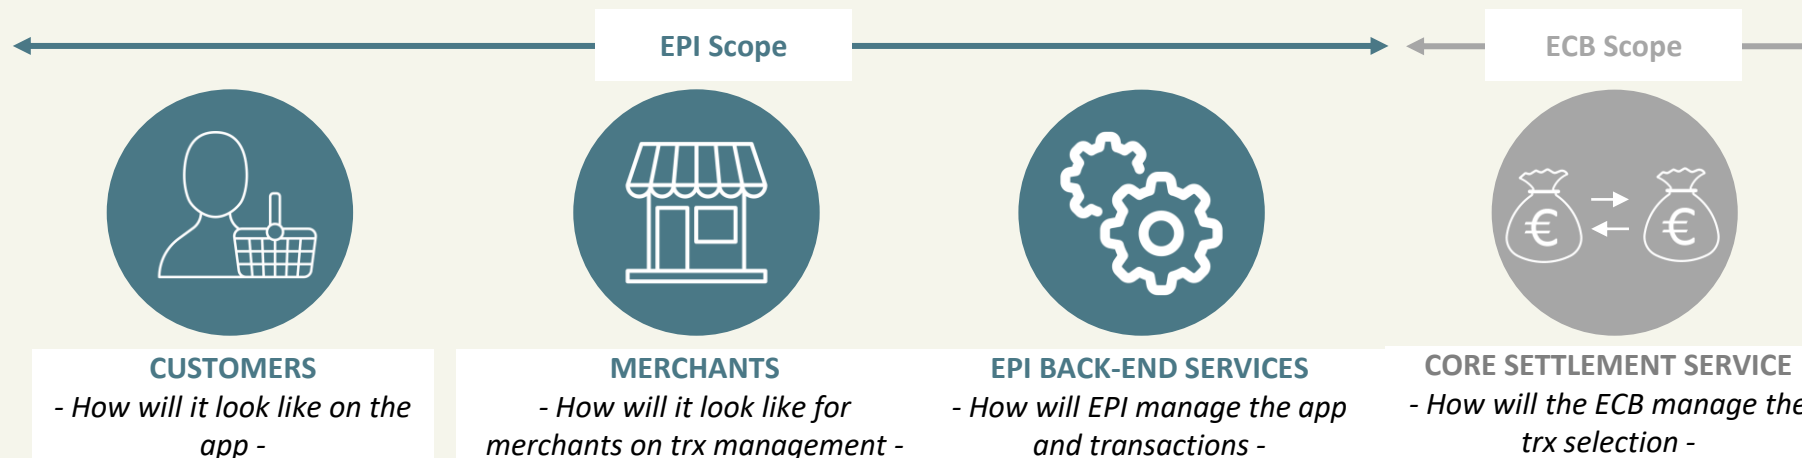 EPI Scope
ECB Scope
€ €
CUSTOMERS
- How will it look like on the
app -
MERCHANTS
- How will it look like for
merchants on trx management -
EPI BACK-END SERVICES
- How will EPI manage the app
and transactions -
CORE SETTLEMENT SERVICE
- How will the ECB manage the
trx selection -